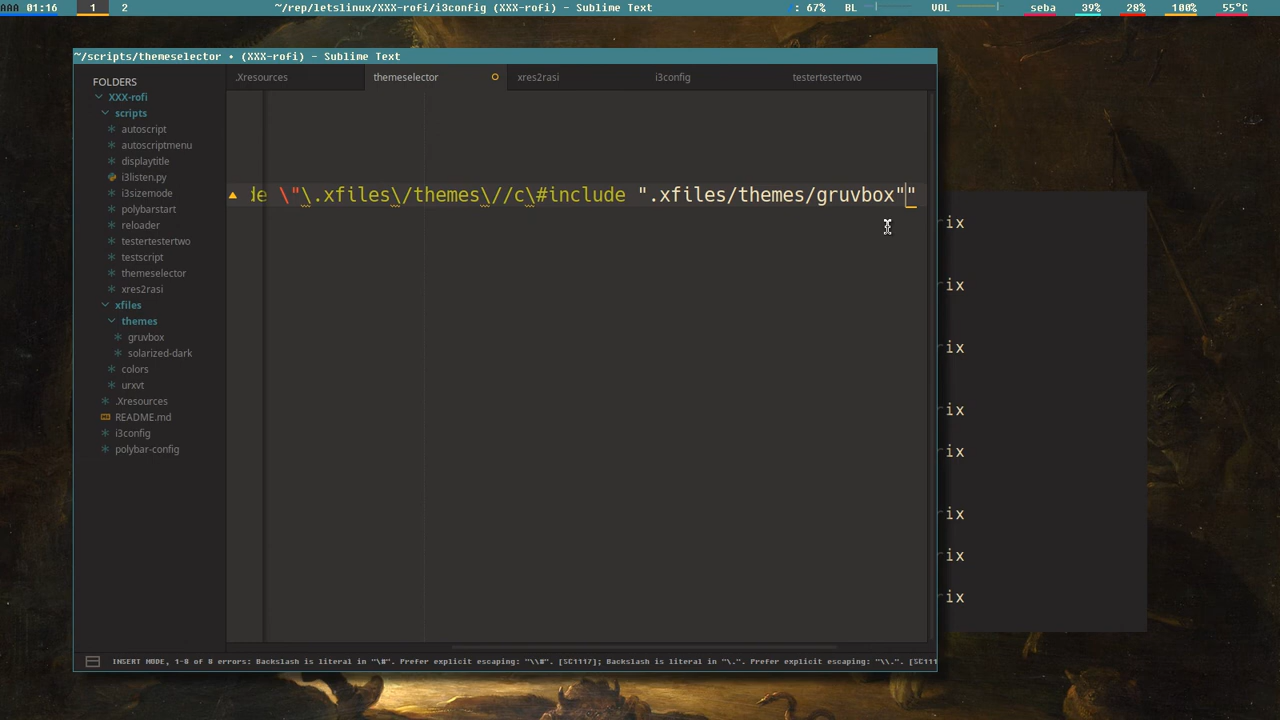 AAA 01:16 1 2 ~/rep/letslinux/XXX-rofi/i3config (XXX-rofi) - Sublime Text : 67% BL VOL seba 39% 28% 100% 55°C
~/scripts/themeselector • (XXX-rofi) - Sublime Text
.Xresources themeselector xres2rasi i3config testertestertwo
FOLDERS
XXX-rofi
scripts
autoscript
autoscriptmenu
displaytitle
i3listen.py
i3sizemode
polybarstart
reloader
testertestertwo
testscript
themeselector
xres2rasi
xfiles
themes
gruvbox
solarized-dark
colors
urxvt
.Xresources
README.md
i3config
polybar-config
de \"\.xfiles\/themes\//c\#include ".xfiles/themes/gruvbox""
ix
ix
ix
ix
ix
ix
ix
ix
INSERT MODE, 1-8 of 8 errors: Backslash is literal in "\#". Prefer explicit escaping: "\\#". [SC1117]; Backslash is literal in "\.". Prefer explicit escaping: "\\.". [SC111